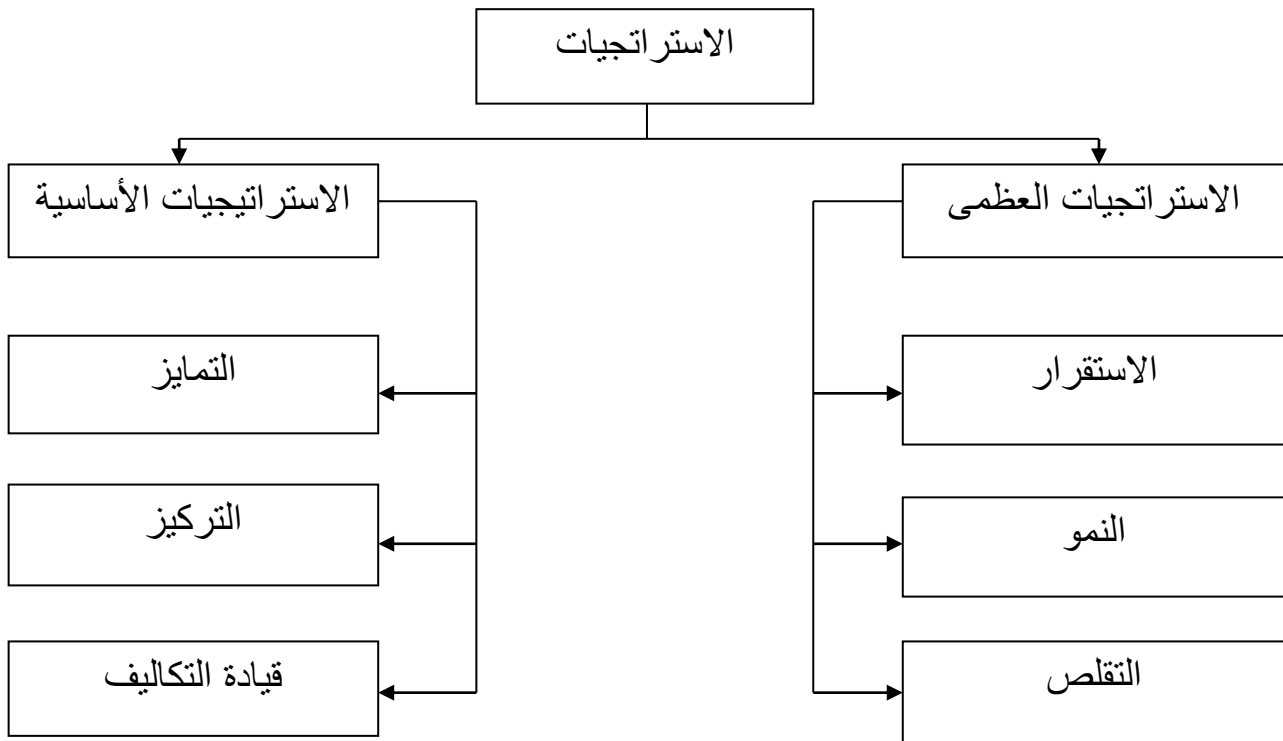 الاستراتجيات
الاستراتجيات العظمى
الاستراتيجيات الأساسية
الاستقرار
التمايز
النمو
التركيز
التقلص
قيادة التكاليف